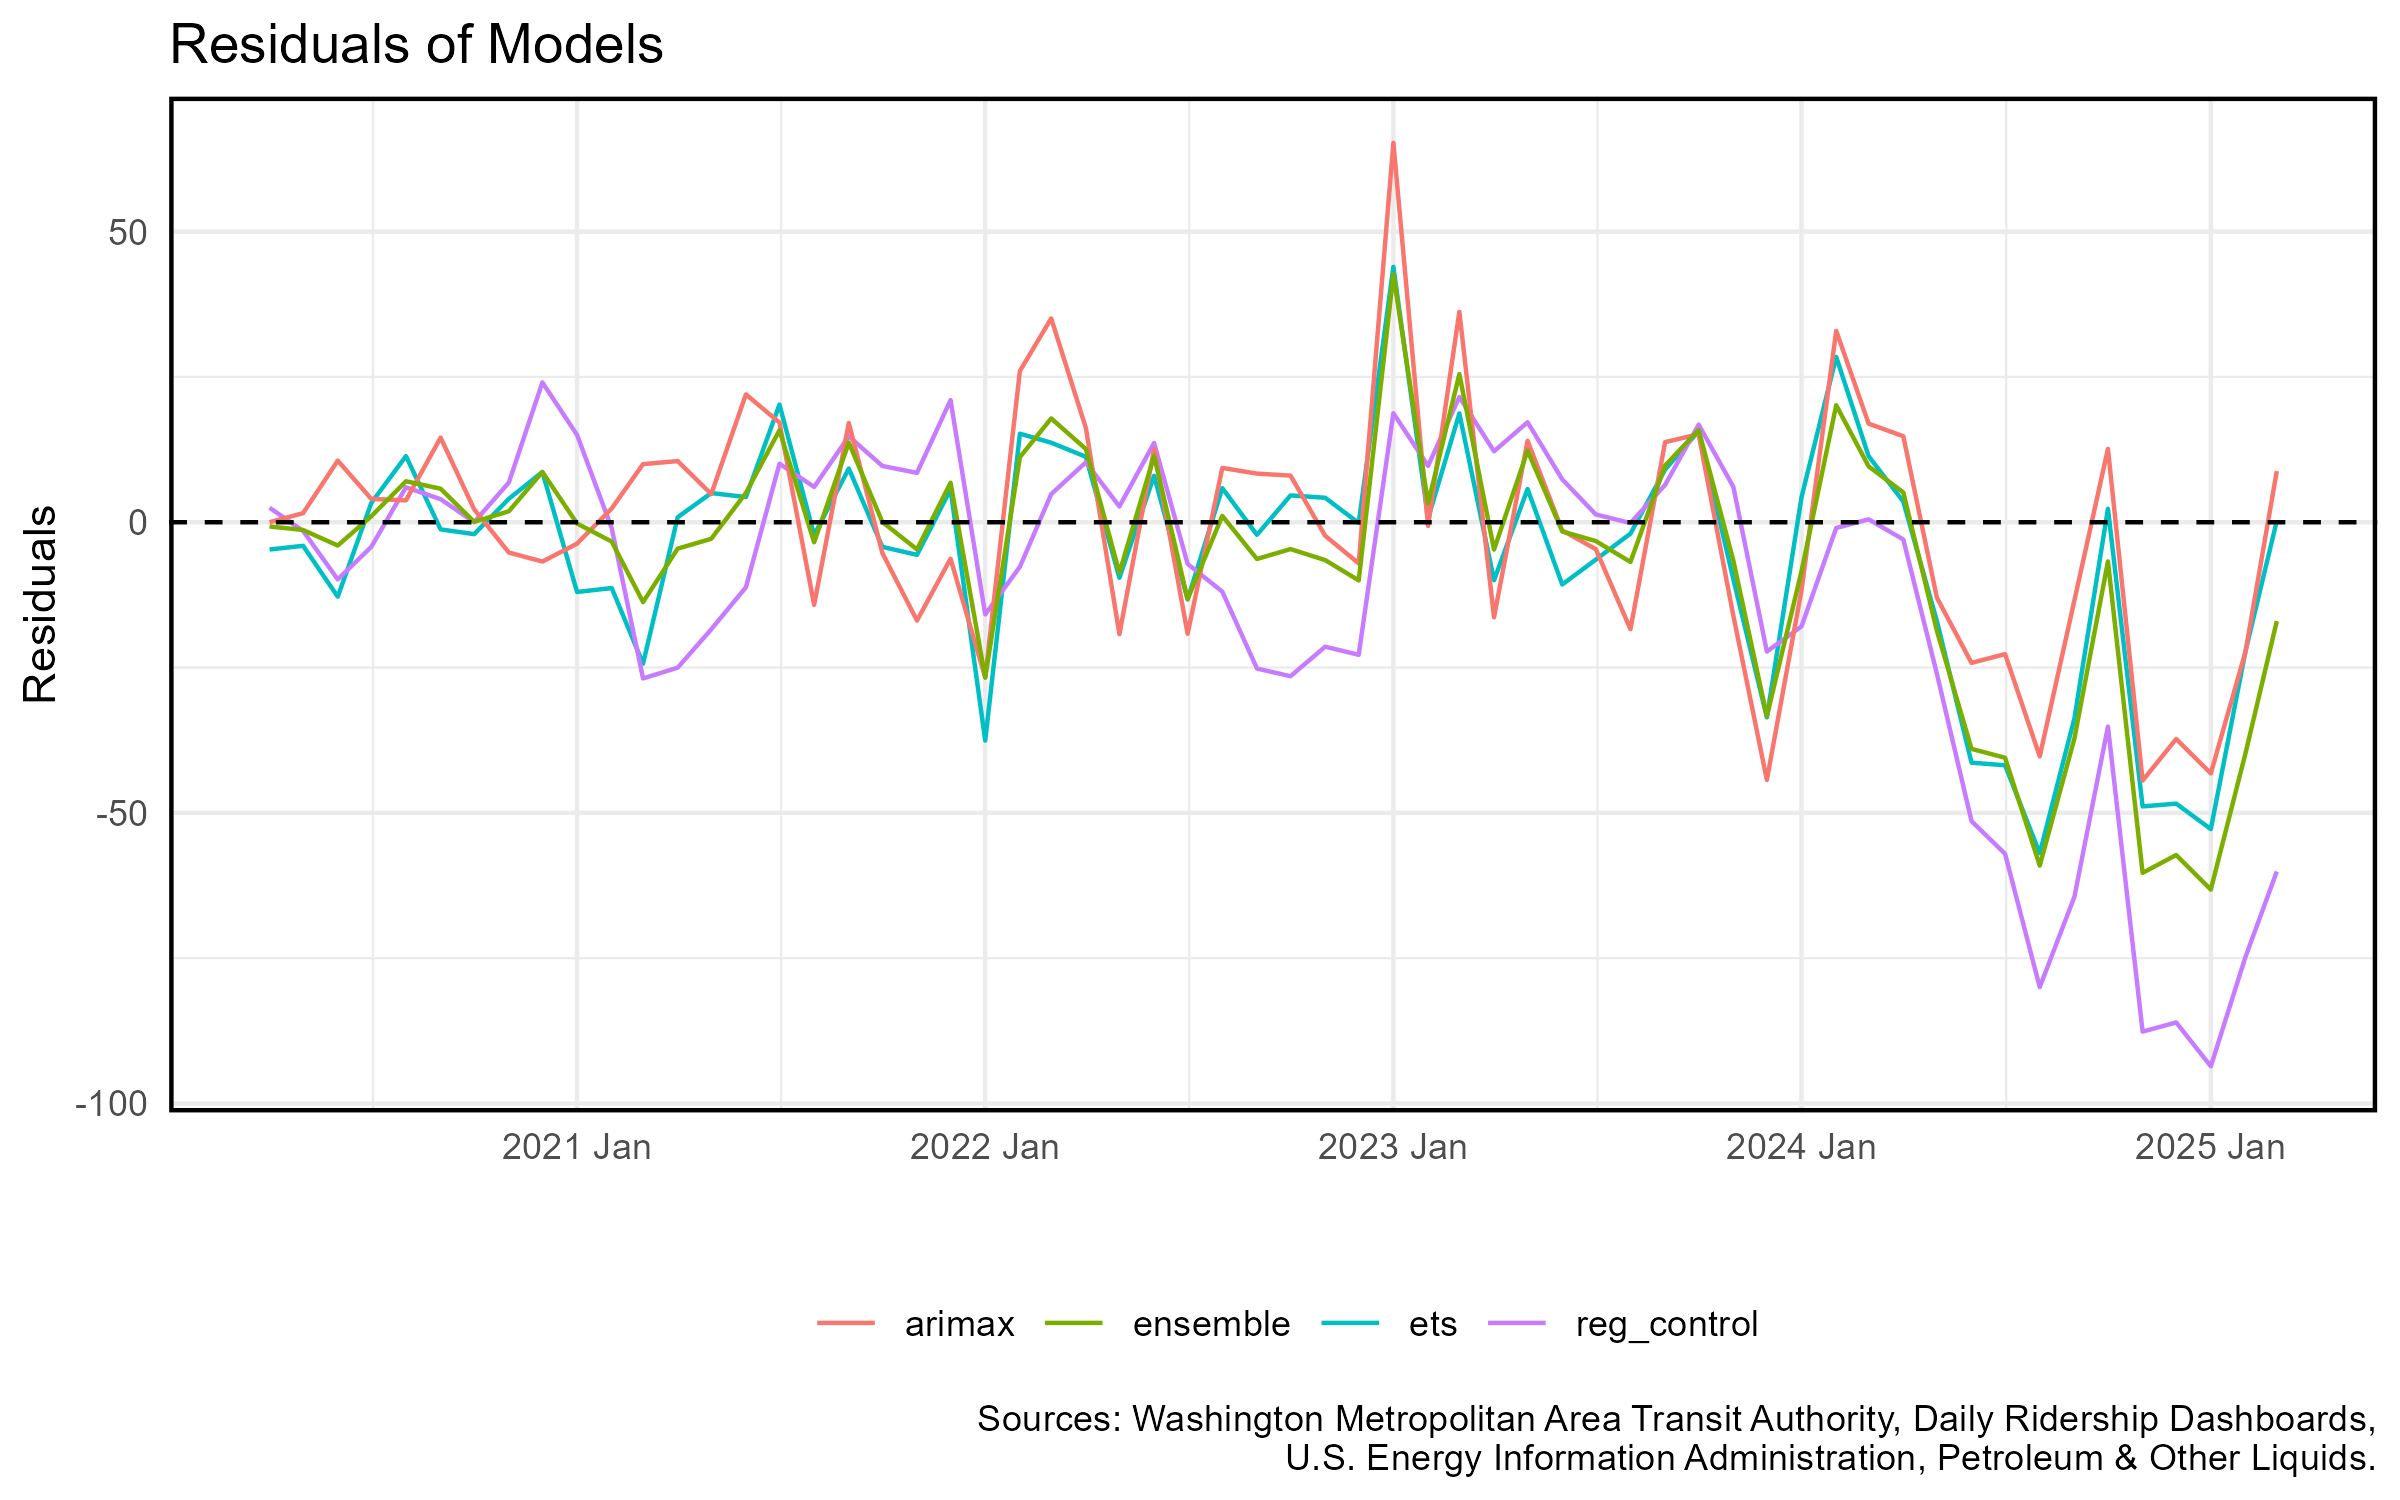 Residuals of Models
Residuals
50
0
-50
-100
2021 Jan
2022 Jan
2023 Jan
2024 Jan
2025 Jan
arimax
ensemble
ets
reg_control
Sources: Washington Metropolitan Area Transit Authority, Daily Ridership Dashboards,
U.S. Energy Information Administration, Petroleum & Other Liquids.